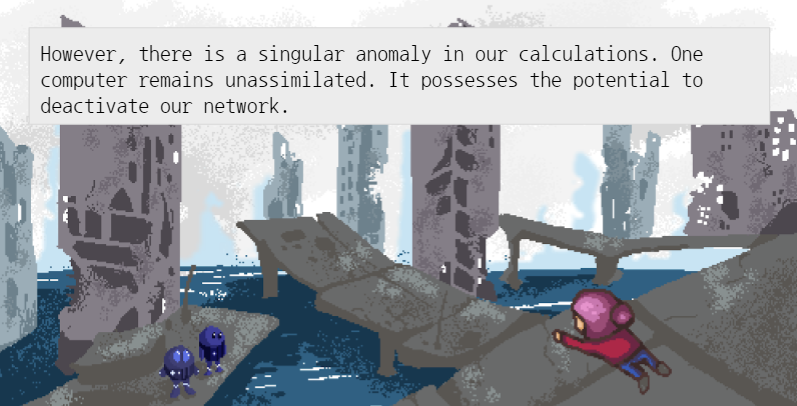 However, there is a singular anomaly in our calculations. One
computer remains unassimilated. It possesses the potential to
deactivate our network.